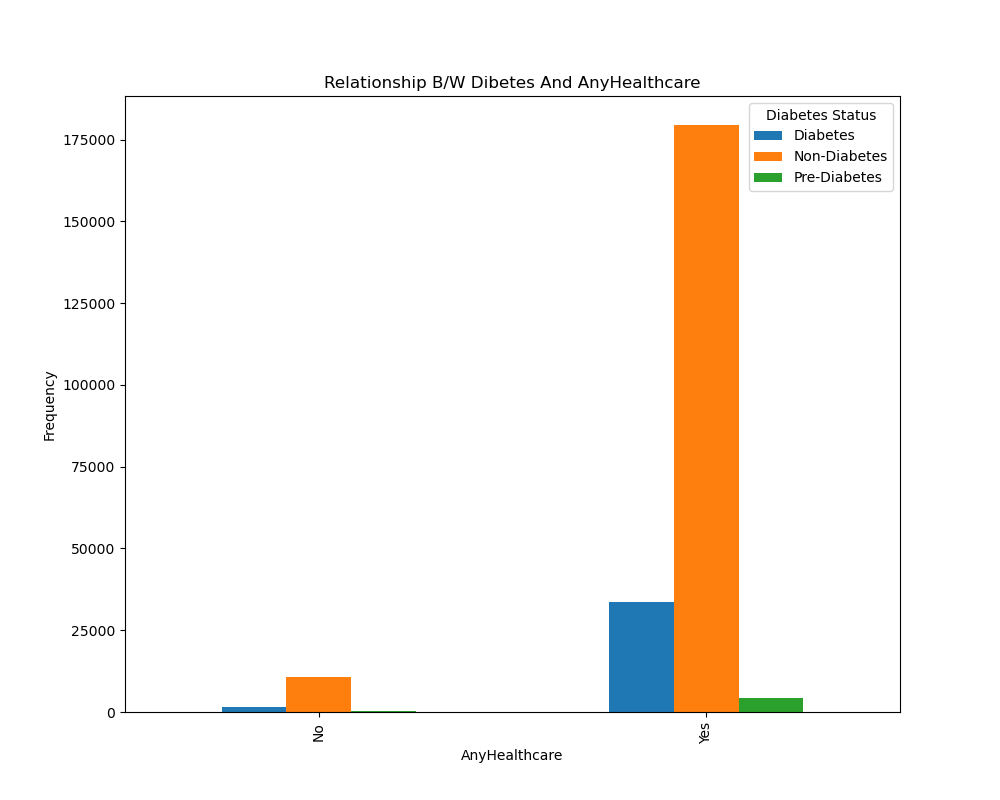 Relationship B/W Dibetes And AnyHealthcare
Diabetes Status
Diabetes
Non-Diabetes
Pre-Diabetes
175000
150000
125000
100000
75000
50000
25000
0
Frequency
No
Yes
AnyHealthcare